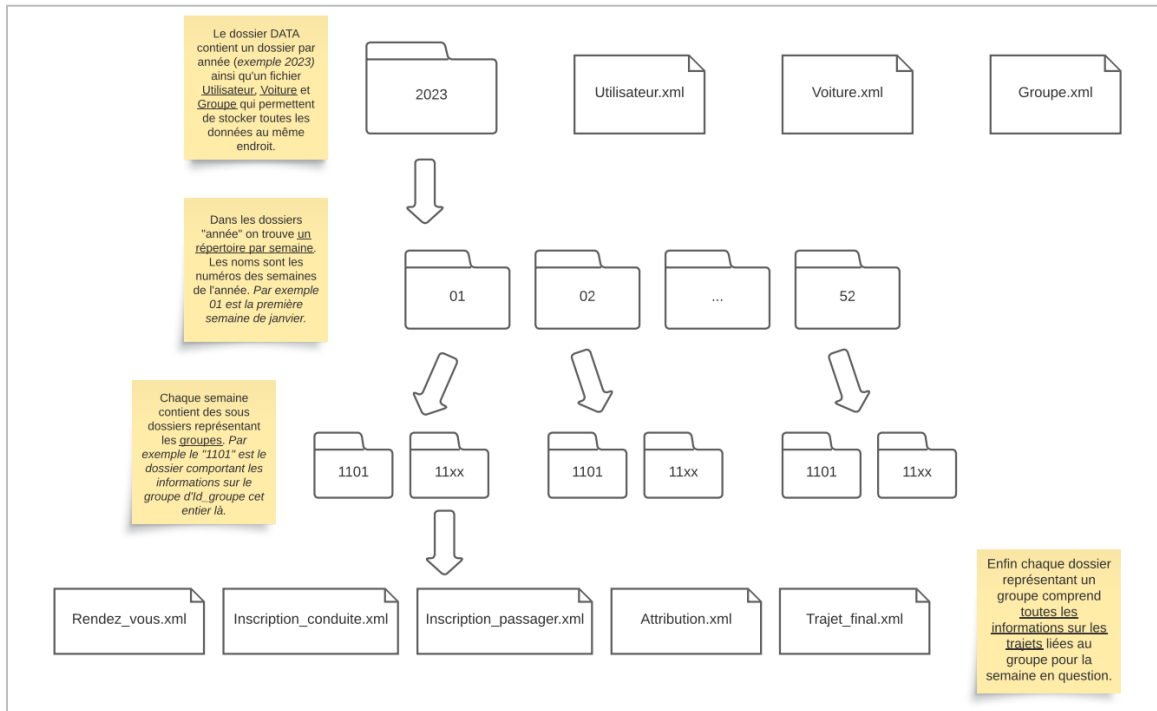 Le dossier DATA
contient un dossier par
année (exemple 2023)
ainsi qu'un fichier
Utilisateur, Voiture et
Groupe qui permettent
de stocker toutes les
données au même
endroit.
2023
Utilisateur.xml
Voiture.xml
Groupe.xml
Dans les dossiers
"année" on trouve un
répertoire par semaine.
Les noms sont les
numéros des semaines
de l'année. Par exemple
01 est la première
semaine de janvier.
01
02
...
52
Chaque semaine
contient des sous
dossiers représentant
les groupes. Par
exemple le "1101" est le
dossier comportant les
informations sur le
groupe d'Id_groupe cet
entier là.
1101
11xx
1101
11xx
1101
11xx
Rendez_vous.xml
Inscription_conduite.xml
Inscription_passager.xml
Attribution.xml
Trajet_final.xml
Enfin chaque dossier
représentant un
groupe comprend
toutes les
informations sur les
trajets liées au
groupe pour la
semaine en question.